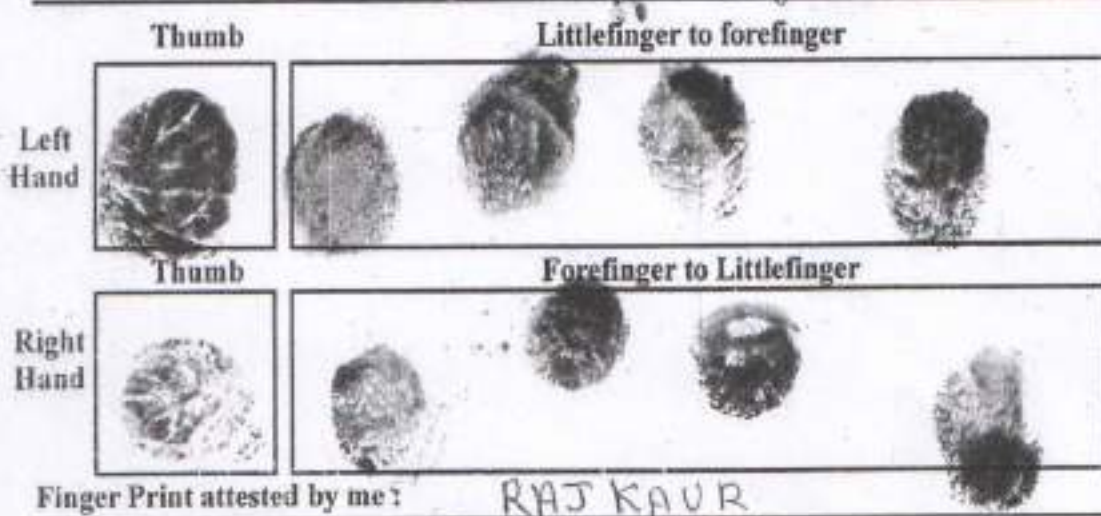 Thumb Littlefinger to forefinger
Left
Hand
Thumb Forefinger to Littlefinger
Right
Hand
Finger Print attested by me : RAJ KAUR